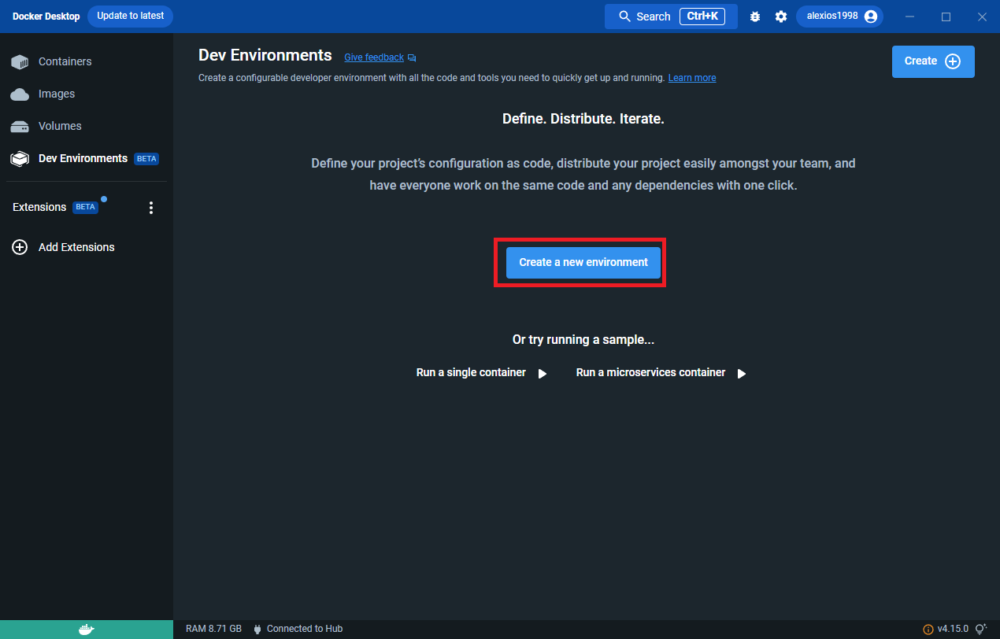 Docker Desktop Update to latest Search Ctrl+K alexios1998
Containers
Images
Volumes
Dev Environments BETA
Extensions BETA
Add Extensions
Dev Environments Give feedback
Create
Create a configurable developer environment with all the code and tools you need to quickly get up and running. Learn more
Define. Distribute. Iterate.
Define your project's configuration as code, distribute your project easily amongst your team, and
have everyone work on the same code and any dependencies with one click.
Create a new environment
Or try running a sample...
Run a single container Run a microservices container
RAM 8.71 GB Connected to Hub v4.15.0